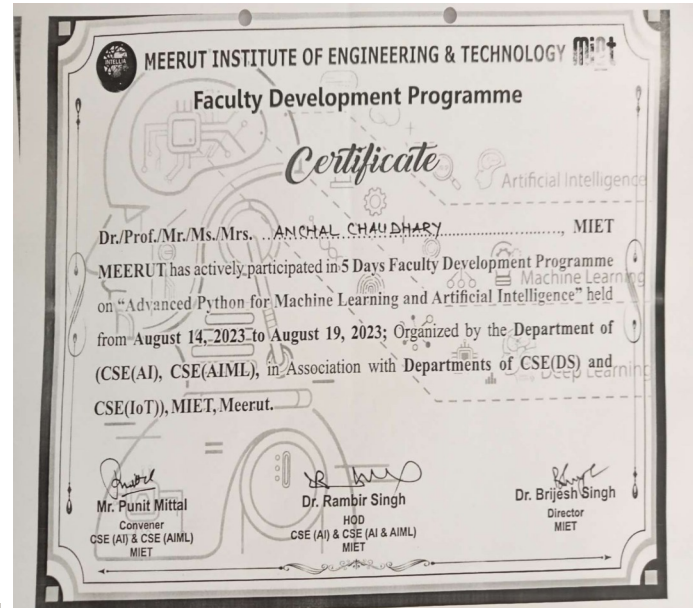 INTELLIA
MEERUT INSTITUTE OF ENGINEERING & TECHNOLOGY miet
Faculty Development Programme
Certificate
Artificial Intelligence
Dr./Prof./Mr./Ms./Mrs. ..ANCHAL CHAUDHARY......................., MIET
MEERUT has actively participated in 5 Days Faculty Development Programme
Machine Learning
on “Advanced Python for Machine Learning and Artificial Intelligence” held
from August 14, 2023 to August 19, 2023; Organized by the Department of
(CSE(AI), CSE(AIML), in Association with Departments of CSE(DS) and
Deep Learning
CSE(IoT)), MIET, Meerut.
Mr. Punit Mittal
Convener
CSE (AI) & CSE (AIML)
MIET
Dr. Rambir Singh
HOD
CSE (AI) & CSE (AI & AIML)
MIET
Dr. Brijesh Singh
Director
MIET